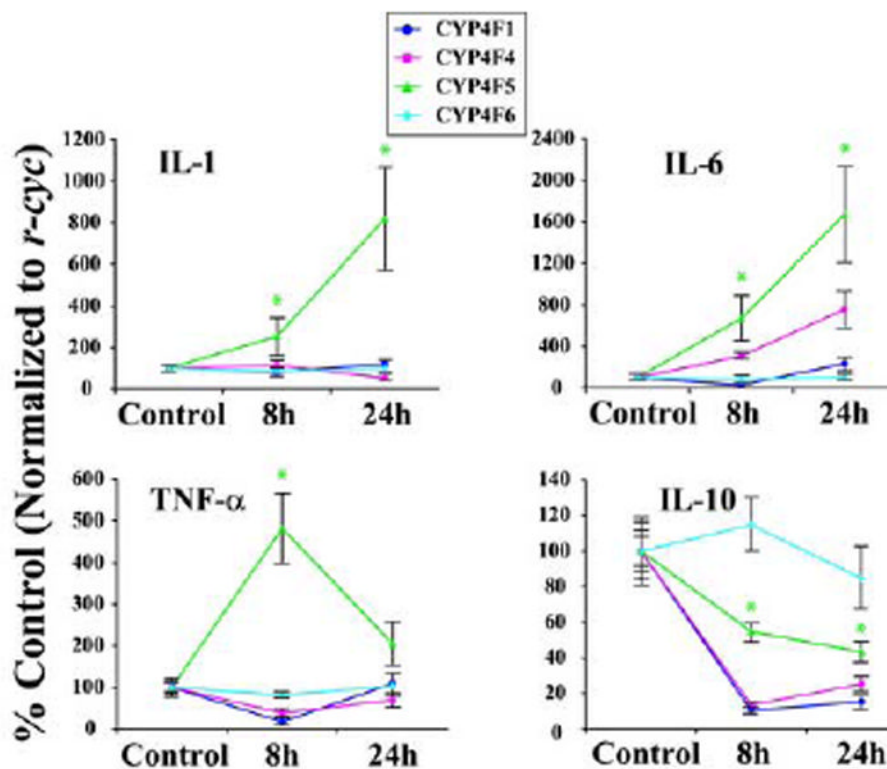 CYP4F1
CYP4F4
CYP4F5
CYP4F6
% Control (Normalized to r-cyc)
IL-1
1200
1000
800
600
400
200
0
Control 8h 24h
IL-6
2400
2000
1600
1200
800
400
0
Control 8h 24h
TNF-α
600
500
400
300
200
100
0
Control 8h 24h
IL-10
140
120
100
80
60
40
20
0
Control 8h 24h